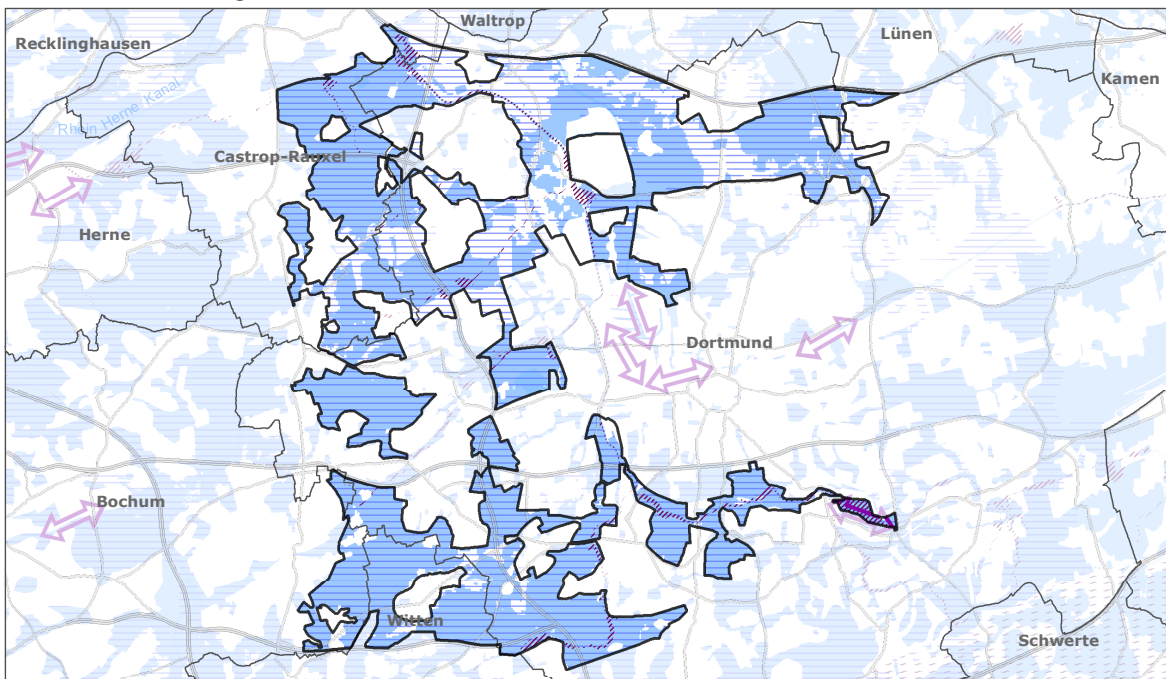 Waltrop
Recklinghausen
Lünen
Kamen
Rhein Herne Kanal
Castrop-Rauxel
Herne
Dortmund
Bochum
Witten
Schwerte